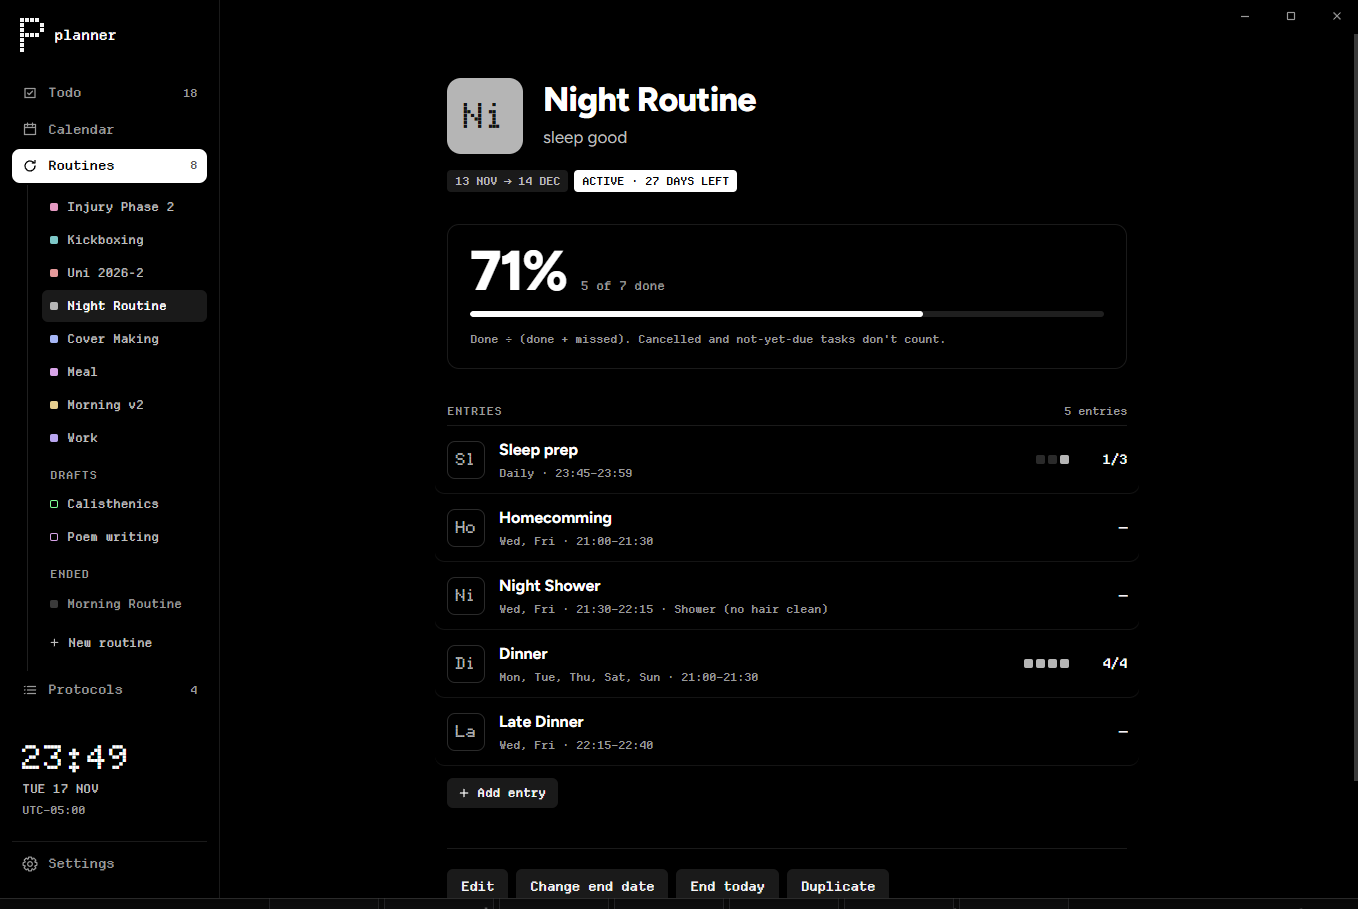 planner
Todo 18
Calendar
Routines 8
Injury Phase 2
Kickboxing
Uni 2026-2
Night Routine
Cover Making
Meal
Morning v2
Work
DRAFTS
Calisthenics
Poem writing
ENDED
Morning Routine
+ New routine
Protocols 4
23:49
TUE 17 NOV
UTC-05:00
Settings
Ni
Night Routine
sleep good
13 NOV → 14 DEC
ACTIVE · 27 DAYS LEFT
71% 5 of 7 done
Done ÷ (done + missed). Cancelled and not-yet-due tasks don't count.
ENTRIES 5 entries
Sl
Sleep prep
Daily · 23:45–23:59
1/3
Ho
Homecomming
Wed, Fri · 21:00–21:30
—
Ni
Night Shower
Wed, Fri · 21:30–22:15 · Shower (no hair clean)
—
Di
Dinner
Mon, Tue, Thu, Sat, Sun · 21:00–21:30
4/4
La
Late Dinner
Wed, Fri · 22:15–22:40
—
+ Add entry
Edit
Change end date
End today
Duplicate